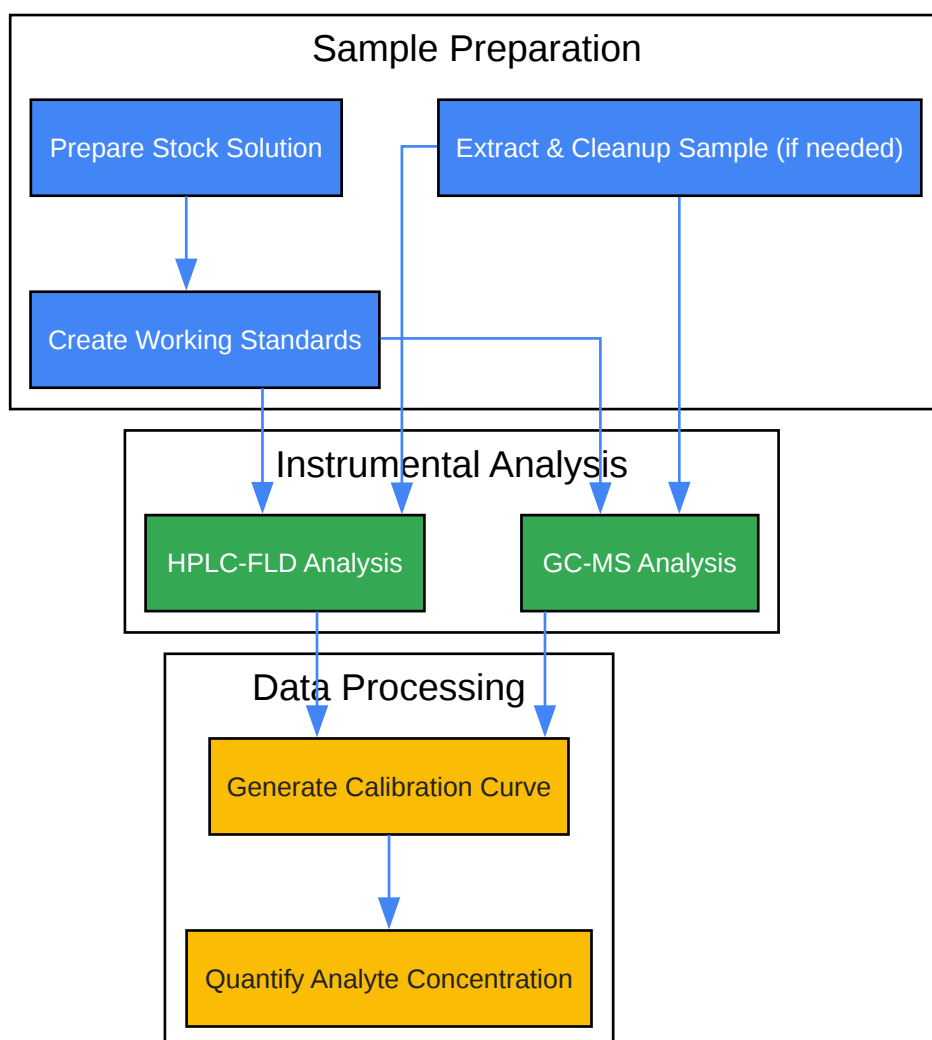 Sample Preparation
Prepare Stock Solution
Extract & Cleanup Sample (if needed)
Create Working Standards
Instrumental Analysis
HPLC-FLD Analysis
GC-MS Analysis
Data Processing
Generate Calibration Curve
Quantify Analyte Concentration